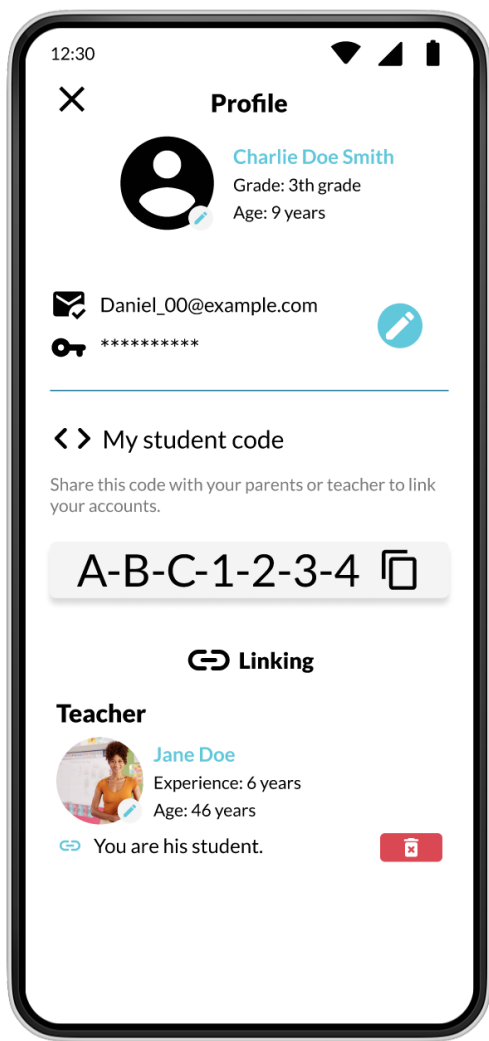 12:30
Profile
Charlie Doe Smith
Grade: 3th grade
Age: 9 years
Daniel_00@example.com
**********
My student code
Share this code with your parents or teacher to link
your accounts.
A-B-C-1-2-3-4
Linking
Teacher
Jane Doe
Experience: 6 years
Age: 46 years
You are his student.